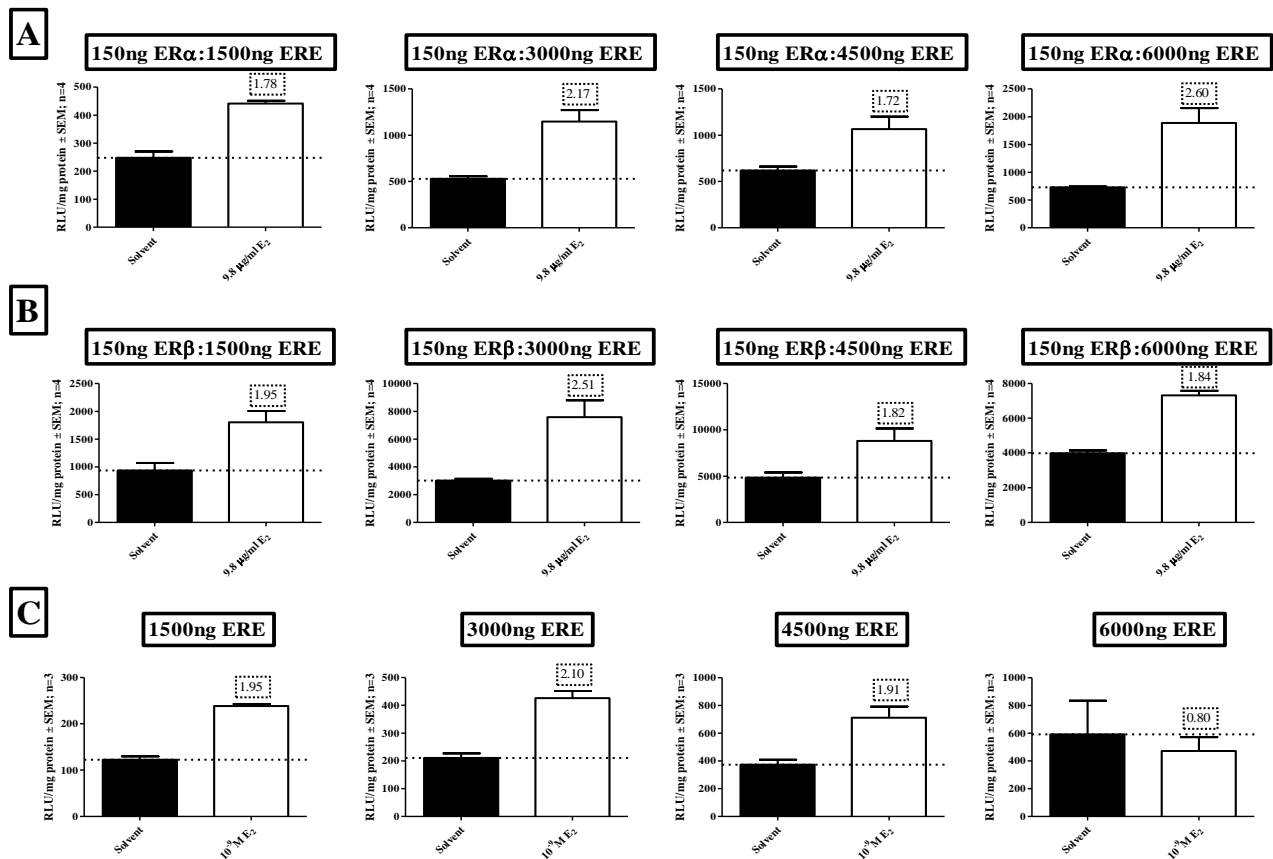 A
150ng ERα:1500ng ERE
150ng ERα:3000ng ERE
150ng ERα:4500ng ERE
150ng ERα:6000ng ERE
RLU/mg protein ± SEM; n=4
500
400
300
200
100
0
1.78
Solvent
9.8 µg/ml E₂
RLU/mg protein ± SEM; n=4
1500
1000
500
0
2.17
Solvent
9.8 µg/ml E₂
RLU/mg protein ± SEM; n=4
1500
1000
500
0
1.72
Solvent
9.8 µg/ml E₂
RLU/mg protein ± SEM; n=4
2500
2000
1500
1000
500
0
2.60
Solvent
9.8 µg/ml E₂
B
150ng ERβ:1500ng ERE
150ng ERβ:3000ng ERE
150ng ERβ:4500ng ERE
150ng ERβ:6000ng ERE
RLU/mg protein ± SEM; n=4
2500
2000
1500
1000
500
0
1.95
Solvent
9.8 µg/ml E₂
RLU/mg protein ± SEM; n=4
10000
8000
6000
4000
2000
0
2.51
Solvent
9.8 µg/ml E₂
RLU/mg protein ± SEM; n=4
15000
10000
5000
0
1.82
Solvent
9.8 µg/ml E₂
RLU/mg protein ± SEM; n=4
8000
6000
4000
2000
0
1.84
Solvent
9.8 µg/ml E₂
C
1500ng ERE
3000ng ERE
4500ng ERE
6000ng ERE
RLU/mg protein ± SEM; n=3
300
200
100
0
1.95
Solvent
10⁻⁹M E₂
RLU/mg protein ± SEM; n=3
500
400
300
200
100
0
2.10
Solvent
10⁻⁹M E₂
RLU/mg protein ± SEM; n=3
1000
800
600
400
200
0
1.91
Solvent
10⁻⁹M E₂
RLU/mg protein ± SEM; n=3
1000
800
600
400
200
0
0.80
Solvent
10⁻⁹M E₂